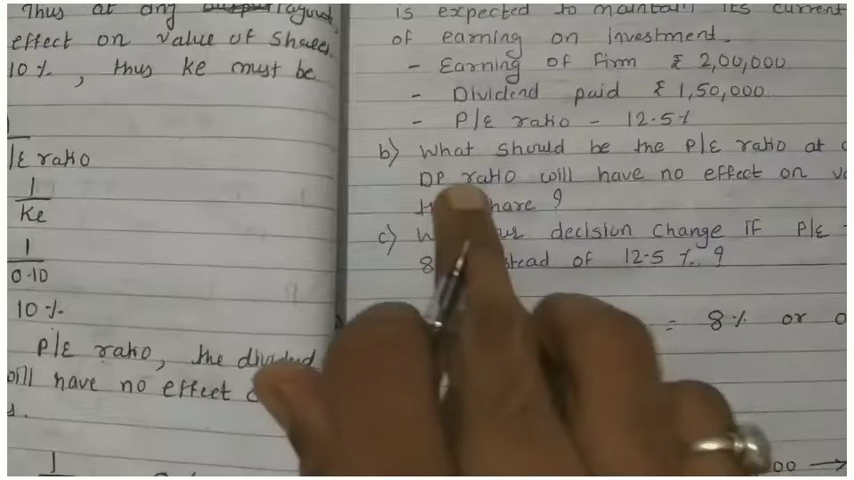 Thus at any layout,
effect on value of shares.
10%, thus ke must be
P/E ratio
1
Ke
1
0.10
10%
P/E ratio, the dividend
will have no effect
1
is expected to maintain its current
of earning on investment.
- Earning of Firm ₹ 2,00,000
- Dividend paid ₹ 1,50,000
- P/E ratio - 12.5%
b) What should be the P/E ratio at
DP ratio will have no effect on
share ?
c) decision change if P/E
8 instead of 12.5 % ?
= 8% or
00 →